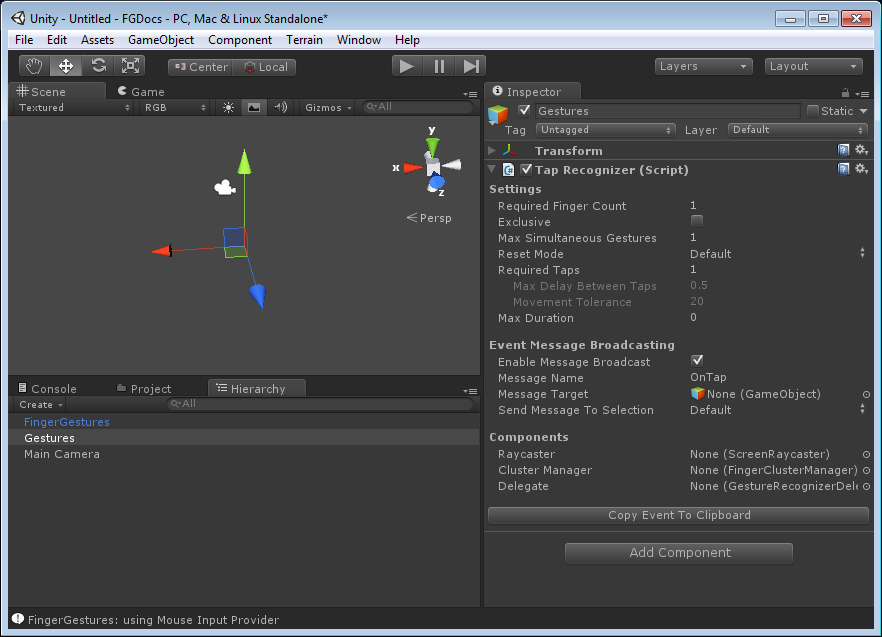 Unity - Untitled - FGDocs - PC, Mac & Linux Standalone*
File Edit Assets GameObject Component Terrain Window Help
Center Local Layers Layout
Scene Game
Textured RGB Gizmos All
y
x
z
Persp
Console Project Hierarchy
Create All
FingerGestures
Gestures
Main Camera
Inspector
Gestures Static
Tag Untagged Layer Default
Transform
Tap Recognizer (Script)
Settings
Required Finger Count 1
Exclusive
Max Simultaneous Gestures 1
Reset Mode Default
Required Taps 1
Max Delay Between Taps 0.5
Movement Tolerance 20
Max Duration 0
Event Message Broadcasting
Enable Message Broadcast
Message Name OnTap
Message Target None (GameObject)
Send Message To Selection Default
Components
Raycaster None (ScreenRaycaster)
Cluster Manager None (FingerClusterManager)
Delegate None (GestureRecognizerDele
Copy Event To Clipboard
Add Component
FingerGestures: using Mouse Input Provider